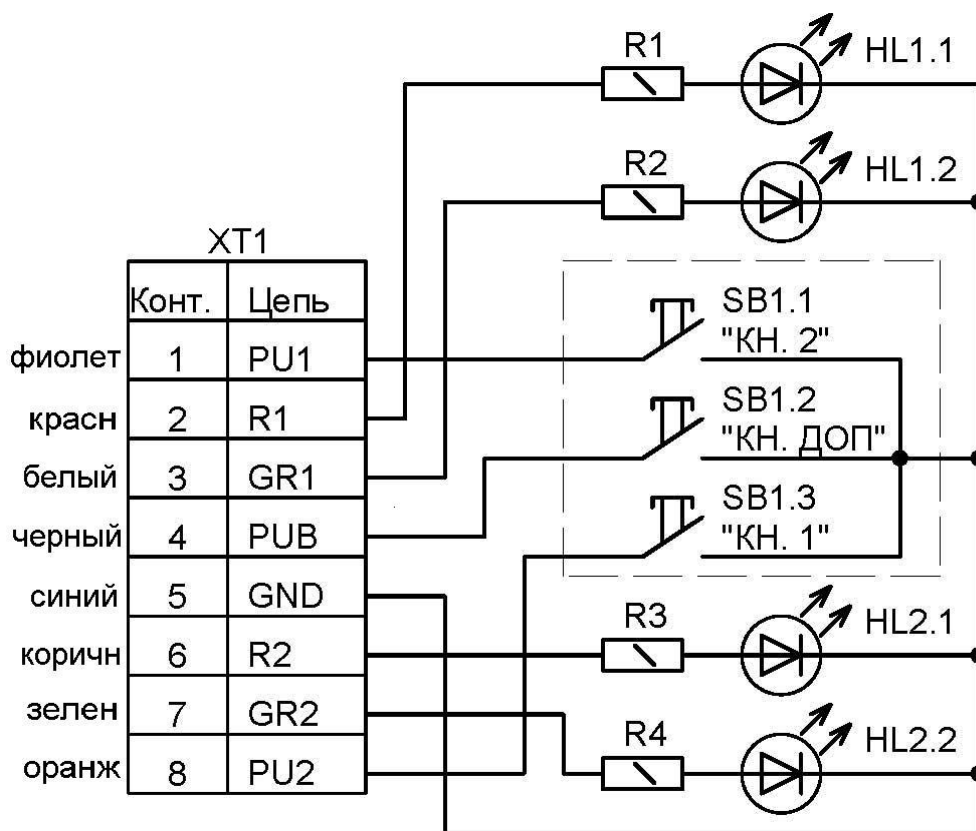 R1
HL1.1
R2
HL1.2
XT1
Конт. Цепь
фиолет 1 PU1
красн 2 R1
белый 3 GR1
черный 4 PUB
синий 5 GND
коричн 6 R2
зелен 7 GR2
оранж 8 PU2
SB1.1
"КН. 2"
SB1.2
"КН. ДОП"
SB1.3
"КН. 1"
R3
HL2.1
R4
HL2.2